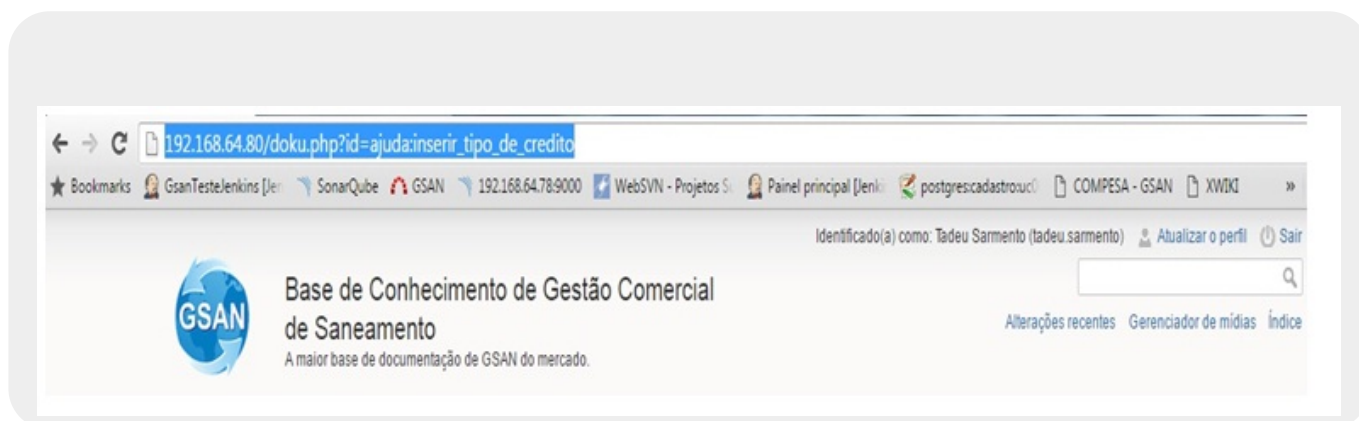 192.168.64.80/doku.php?id=ajuda:inserir_tipo_de_credito
Bookmarks GsanTesteJenkins [Jen SonarQube GSAN 192.168.64.78:9000 WebSVN - Projetos S Painel principal [Jenki postgres:cadastro:uc0 COMPESA - GSAN XWIKI »
Identificado(a) como: Tadeu Sarmento (tadeu.sarmento) Atualizar o perfil Sair
GSAN
Base de Conhecimento de Gestão Comercial
de Saneamento
A maior base de documentação de GSAN do mercado.
Alterações recentes Gerenciador de mídias Índice